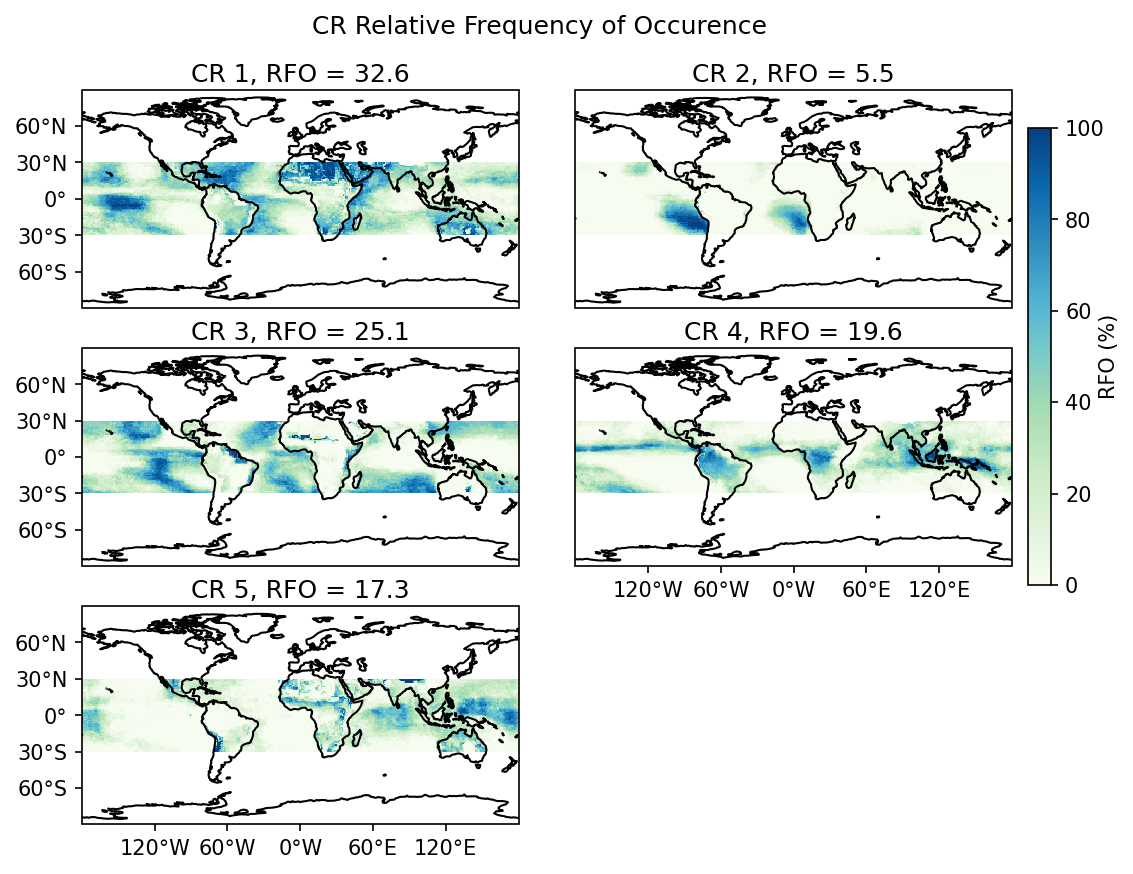 CR Relative Frequency of Occurence
CR 1, RFO = 32.6
60°N
30°N
0°
30°S
60°S
CR 2, RFO = 5.5
CR 3, RFO = 25.1
60°N
30°N
0°
30°S
60°S
CR 4, RFO = 19.6
120°W 60°W 0°W 60°E 120°E
CR 5, RFO = 17.3
60°N
30°N
0°
30°S
60°S
120°W 60°W 0°W 60°E 120°E
100
80
60
40
20
0
RFO (%)